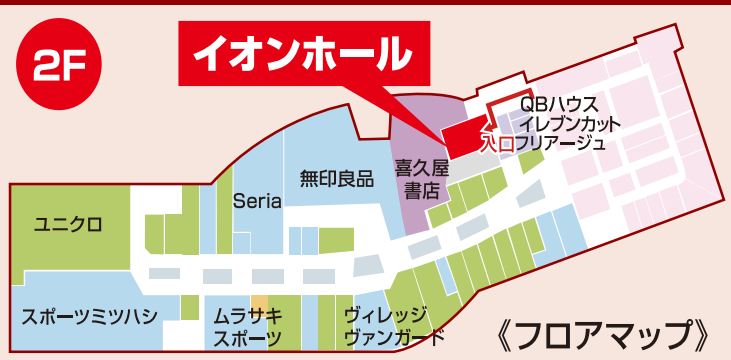 2F
イオンホール
QBハウス
イレブンカット
入口フリアージュ
喜久屋
書店
無印良品
Seria
ユニクロ
スポーツミツハシ
ムラサキ
スポーツ
ヴィレッジ
ヴァンガード
《フロアマップ》